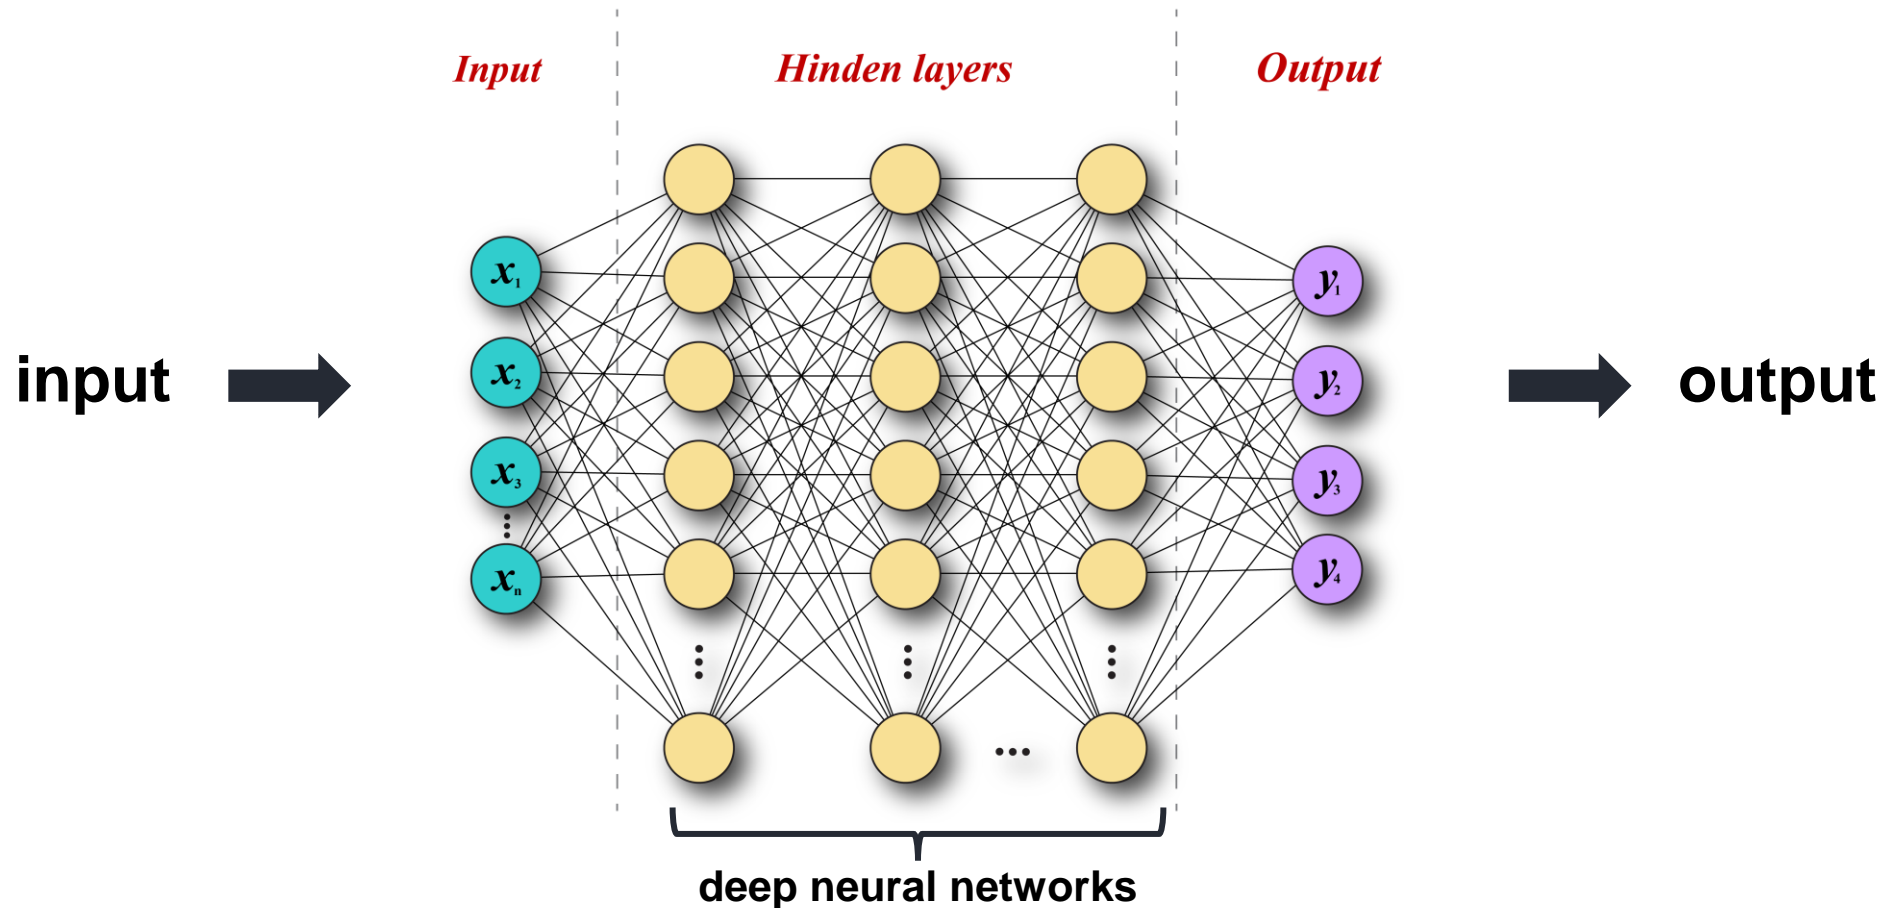 Input
Hinden layers
Output
x1
x2
x3
xn
y1
y2
y3
y4
input
output
deep neural networks